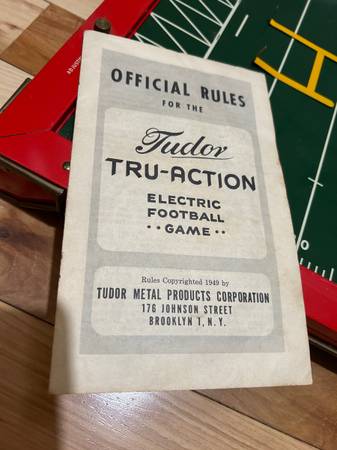 OFFICIAL RULES
FOR THE
Tudor
TRU-ACTION
ELECTRIC
FOOTBALL
··GAME··
Rules Copyrighted 1949 by
TUDOR METAL PRODUCTS CORPORATION
176 JOHNSON STREET
BROOKLYN 1, N. Y.